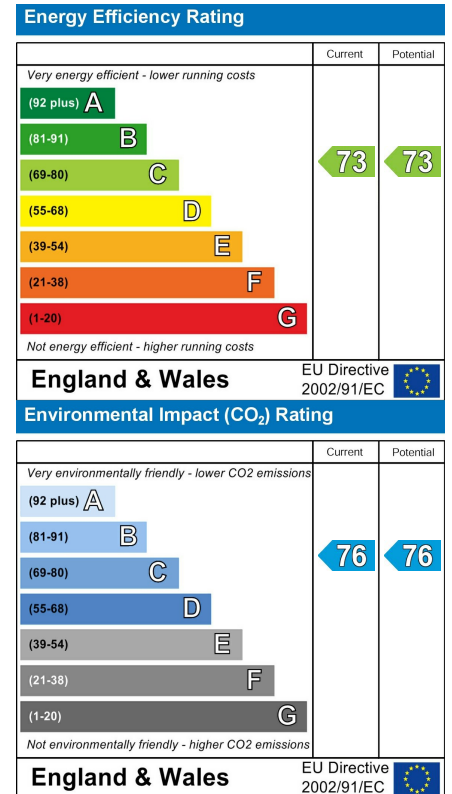 Energy Efficiency Rating
Current Potential
Very energy efficient - lower running costs
(92 plus) A
(81-91) B
(69-80) C
73 73
(55-68) D
(39-54) E
(21-38) F
(1-20) G
Not energy efficient - higher running costs
England & Wales
EU Directive
2002/91/EC
Environmental Impact (CO₂) Rating
Current Potential
Very environmentally friendly - lower CO2 emissions
(92 plus) A
(81-91) B
(69-80) C
76 76
(55-68) D
(39-54) E
(21-38) F
(1-20) G
Not environmentally friendly - higher CO2 emissions
England & Wales
EU Directive
2002/91/EC